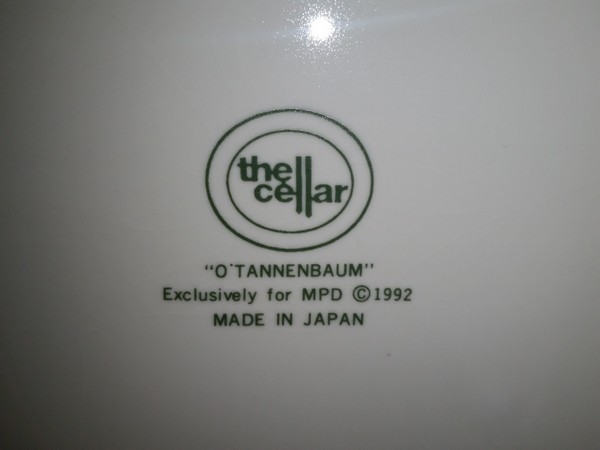 the
cellar
"O'TANNENBAUM"
Exclusively for MPD ©1992
MADE IN JAPAN